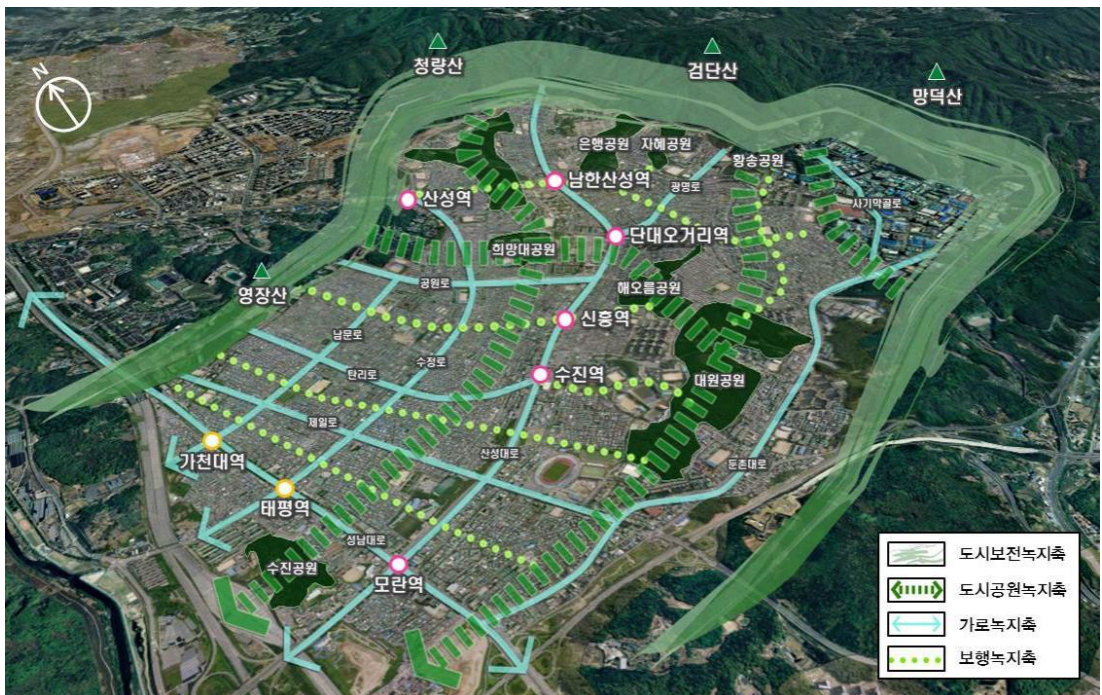 N
청량산
검단산
망덕산
은행공원
자혜공원
황송공원
남한산성역
광명로
산성역
사기막골로
단대오거리역
희망대공원
영장산
공원로
해오름공원
신흥역
남문로
수정로
탄리로
수진역
대원공원
제일로
산성대로
둔촌대로
가천대역
태평역
성남대로
수진공원
모란역
도시보전녹지축
도시공원녹지축
가로녹지축
보행녹지축